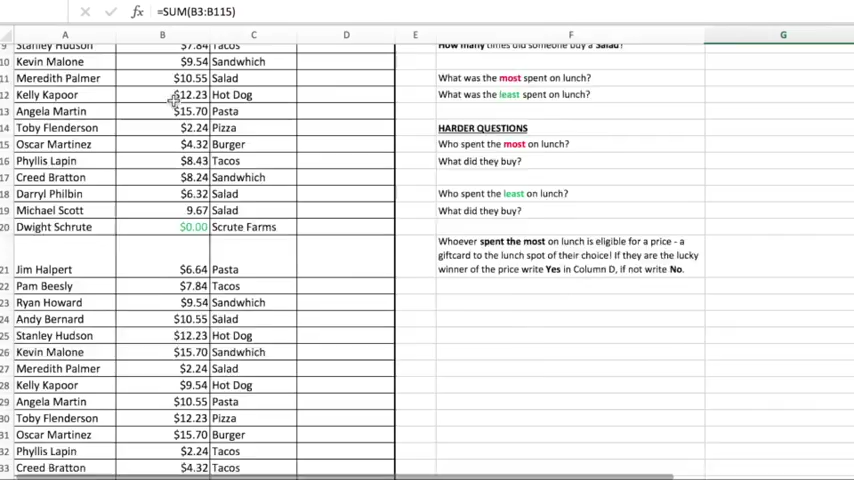 fx =SUM(B3:B115)
A B C D E F G
9 Stanley Hudson $7.84 Tacos How many times did someone buy a Salad?
10 Kevin Malone $9.54 Sandwhich
11 Meredith Palmer $10.55 Salad What was the most spent on lunch?
12 Kelly Kapoor $12.23 Hot Dog What was the least spent on lunch?
13 Angela Martin $15.70 Pasta
14 Toby Flenderson $2.24 Pizza HARDER QUESTIONS
15 Oscar Martinez $4.32 Burger Who spent the most on lunch?
16 Phyllis Lapin $8.43 Tacos What did they buy?
17 Creed Bratton $8.24 Sandwhich
18 Darryl Philbin $6.32 Salad Who spent the least on lunch?
19 Michael Scott 9.67 Salad What did they buy?
20 Dwight Schrute $0.00 Scrute Farms
Whoever spent the most on lunch is eligible for a price - a
giftcard to the lunch spot of their choice! If they are the lucky
21 Jim Halpert $6.64 Pasta winner of the price write Yes in Column D, if not write No.
22 Pam Beesly $7.84 Tacos
23 Ryan Howard $9.54 Sandwhich
24 Andy Bernard $10.55 Salad
25 Stanley Hudson $12.23 Hot Dog
26 Kevin Malone $15.70 Sandwhich
27 Meredith Palmer $2.24 Salad
28 Kelly Kapoor $9.54 Hot Dog
29 Angela Martin $10.55 Pasta
30 Toby Flenderson $12.23 Pizza
31 Oscar Martinez $15.70 Burger
32 Phyllis Lapin $2.24 Tacos
33 Creed Bratton $4.32 Tacos